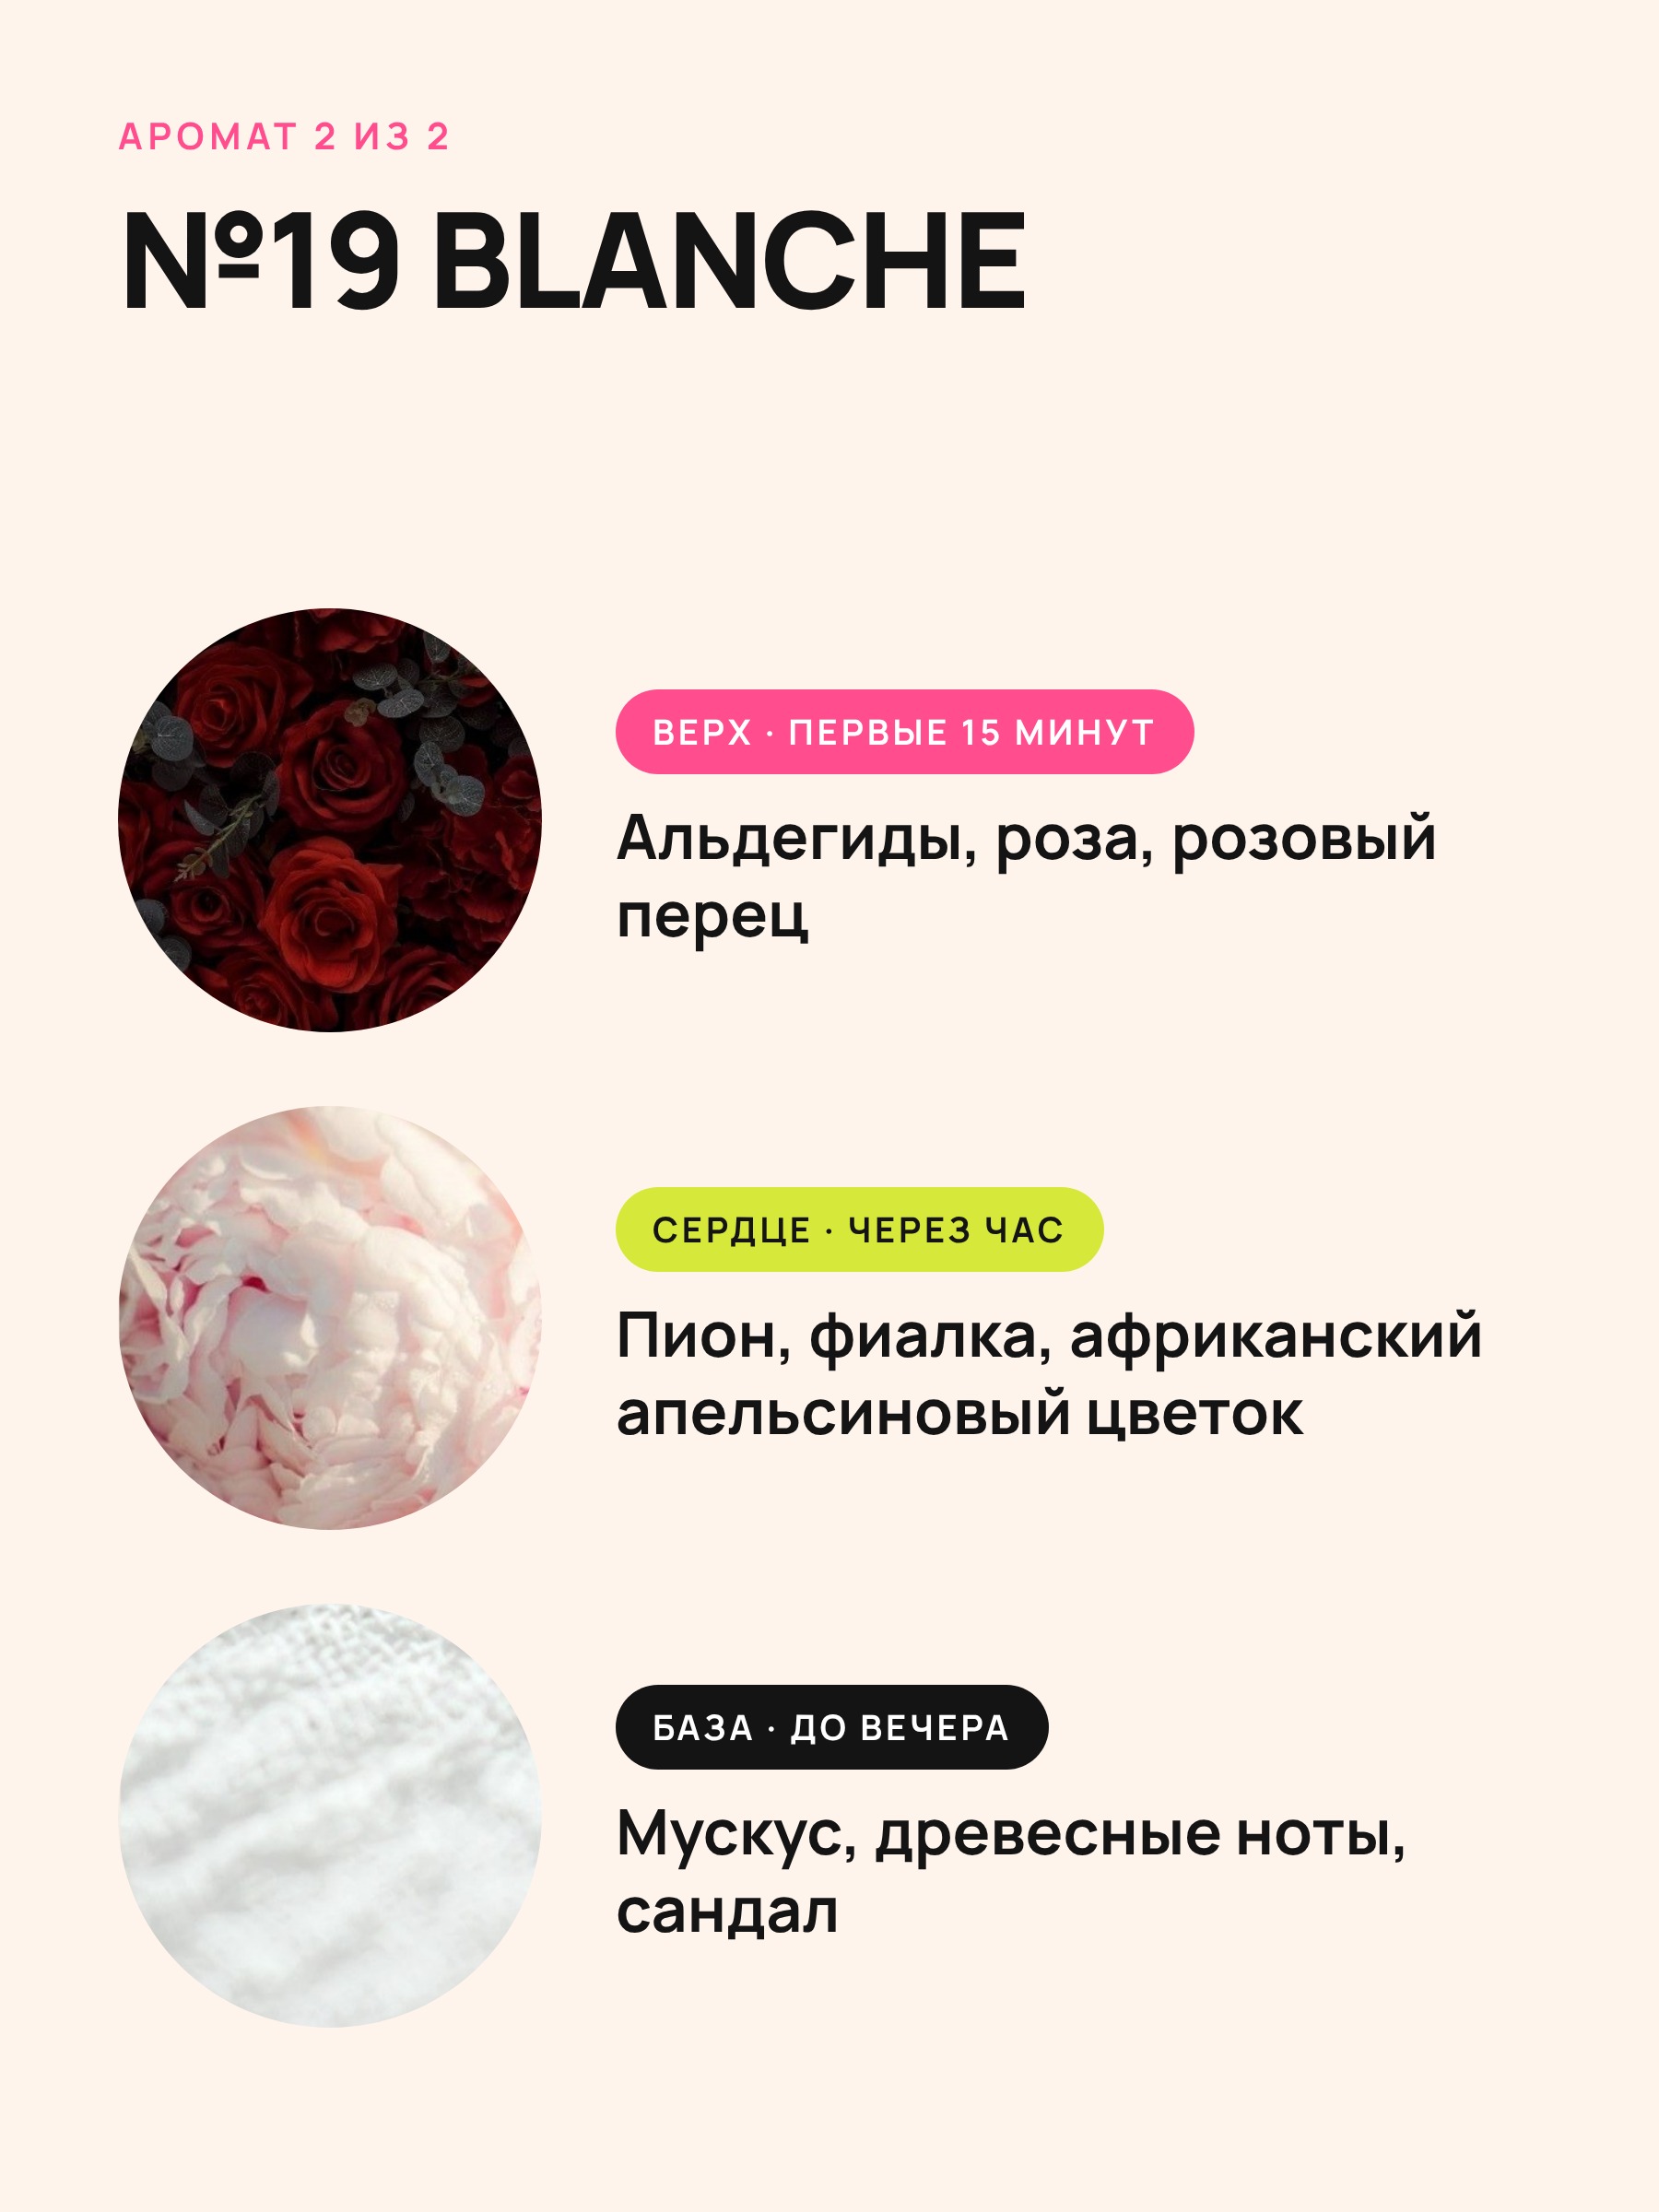 АРОМАТ 2 ИЗ 2
№19 BLANCHE
ВЕРХ · ПЕРВЫЕ 15 МИНУТ
Альдегиды, роза, розовый
перец
СЕРДЦЕ · ЧЕРЕЗ ЧАС
Пион, фиалка, африканский
апельсиновый цветок
БАЗА · ДО ВЕЧЕРА
Мускус, древесные ноты,
сандал